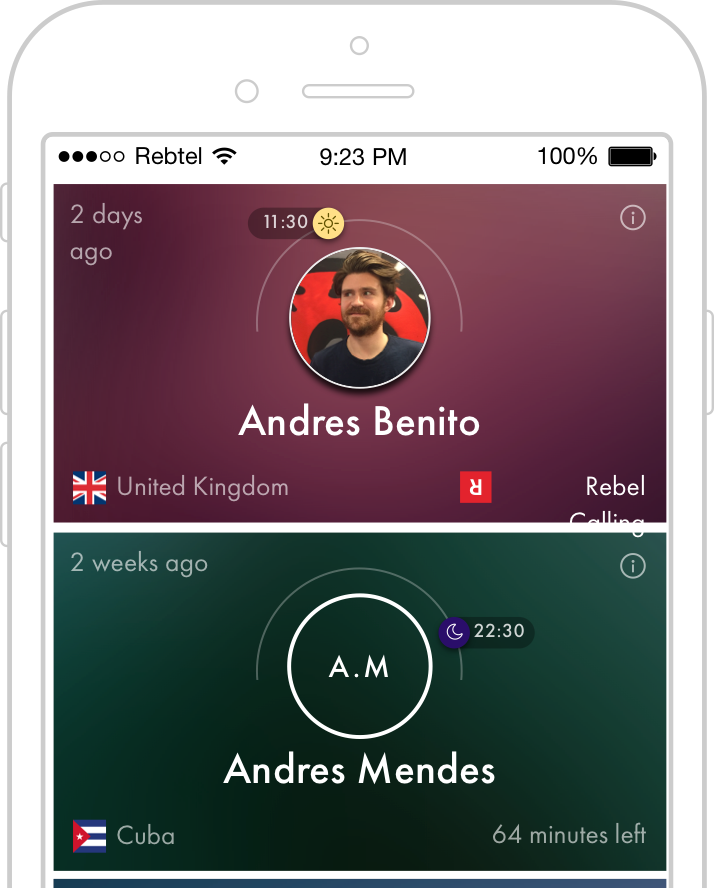 Rebtel 9:23 PM 100%
2 days
ago
11:30
Andres Benito
United Kingdom
R
Rebel
Calling
2 weeks ago
22:30
A.M
Andres Mendes
Cuba
64 minutes left